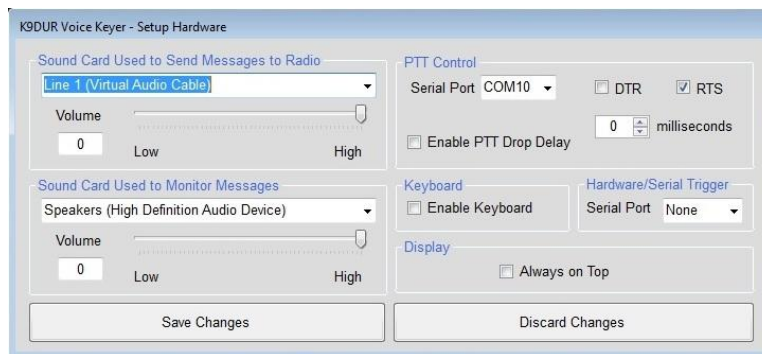 K9DUR Voice Keyer - Setup Hardware
Sound Card Used to Send Messages to Radio
Line 1 (Virtual Audio Cable)
Volume
0
Low
High
Sound Card Used to Monitor Messages
Speakers (High Definition Audio Device)
Volume
0
Low
High
PTT Control
Serial Port COM10
DTR
RTS
Enable PTT Drop Delay
0 milliseconds
Keyboard
Enable Keyboard
Hardware/Serial Trigger
Serial Port None
Display
Always on Top
Save Changes
Discard Changes